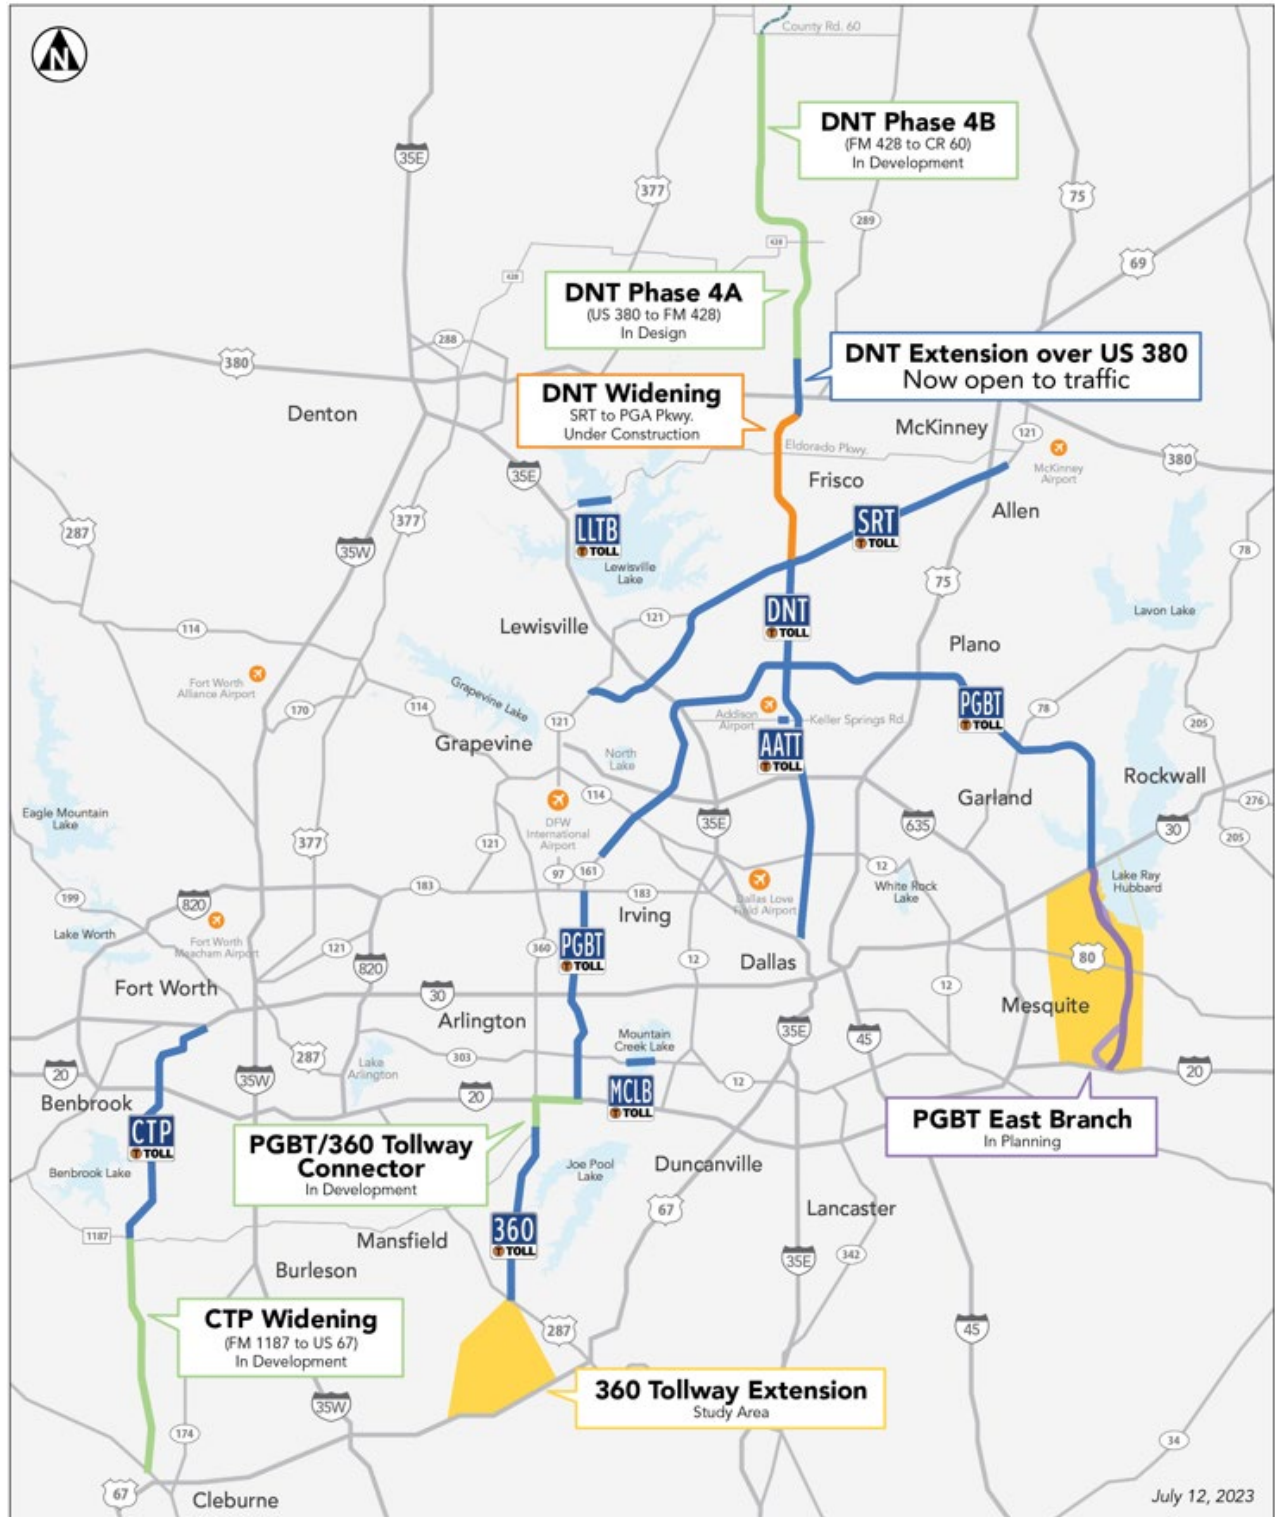 N
County Rd. 60
DNT Phase 4B
(FM 428 to CR 60)
In Development
35E
377
75
289
69
428
428
DNT Phase 4A
(US 380 to FM 428)
In Design
288
380
DNT Extension over US 380
Now open to traffic
DNT Widening
SRT to PGA Pkwy.
Under Construction
Denton
McKinney
121
Eldorado Pkwy.
McKinney
Airport
380
35E
Frisco
Allen
SRT
TOLL
LLTB
TOLL
377
287
35W
78
Lewisville
Lake
75
DNT
TOLL
Lavon Lake
121
114
Lewisville
Plano
Fort Worth
Alliance Airport
Grapevine Lake
PGBT
TOLL
170
114
121
Addison
Airport
Keller Springs Rd.
78
205
Grapevine
North
Lake
AATT
TOLL
Rockwall
Garland
114
276
Eagle Mountain
Lake
DFW
International
Airport
35E
635
30
205
377
121
97
161
12
Lake Ray
Hubbard
183
183
White Rock
Lake
199
820
Dallas Love
Field Airport
Irving
Lake Worth
Fort Worth
Meacham Airport
121
360
PGBT
TOLL
820
12
Dallas
80
Fort Worth
30
12
Mesquite
Arlington
Mountain
Creek Lake
35E
45
287
Lake
Arlington
303
20
35W
20
MCLB
TOLL
12
20
Benbrook
CTP
TOLL
PGBT East Branch
In Planning
PGBT/360 Tollway
Connector
In Development
Benbrook Lake
Joe Pool
Lake
Duncanville
67
Lancaster
360
TOLL
1187
Mansfield
35E
342
Burleson
CTP Widening
(FM 1187 to US 67)
In Development
287
45
360 Tollway Extension
Study Area
35W
174
34
67
Cleburne
July 12, 2023